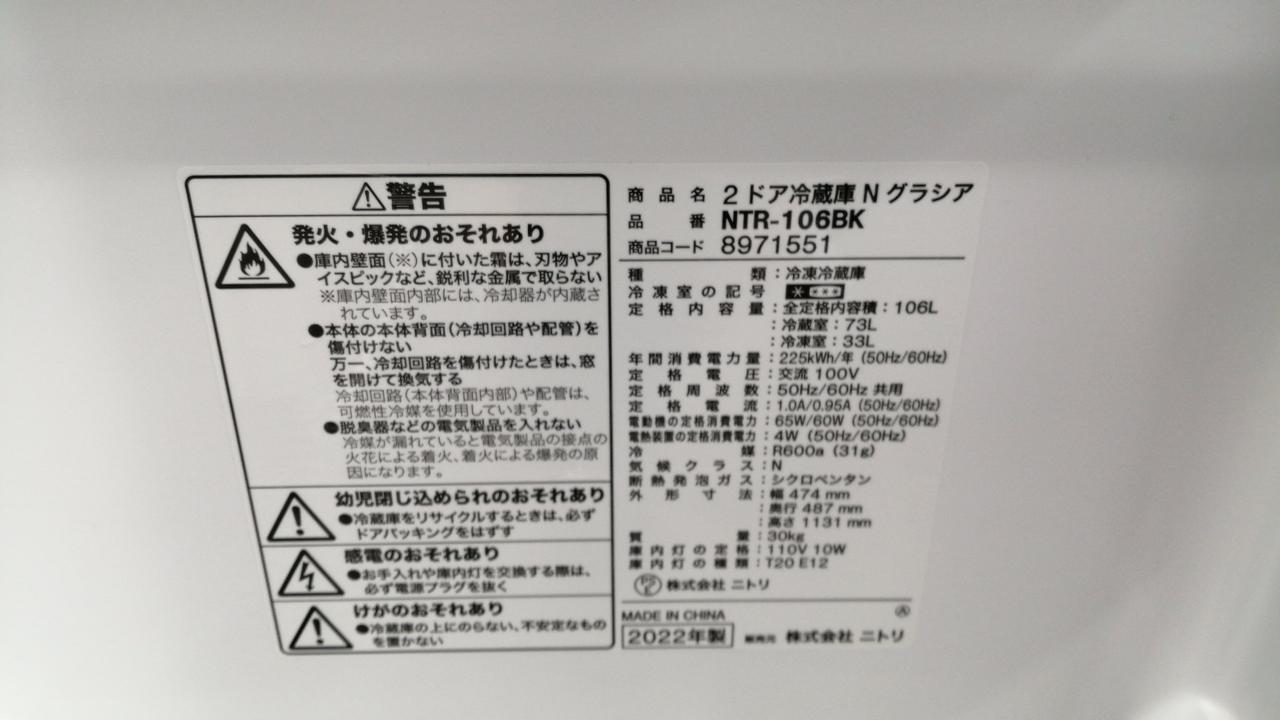 ⚠警告
発火・爆発のおそれあり
●庫内壁面(※)に付いた霜は、刃物やア
イスピックなど、鋭利な金属で取らない
※庫内壁面内部には、冷却器が内蔵さ
れています。
●本体の本体背面(冷却回路や配管)を
傷付けない
万一、冷却回路を傷付けたときは、窓
を開けて換気する
冷却回路(本体背面内部)や配管は、
可燃性冷媒を使用しています。
●脱臭器などの電気製品を入れない
冷媒が漏れていると電気製品の接点の
火花による着火、着火による爆発の原
因になります。
幼児閉じ込められのおそれあり
●冷蔵庫をリサイクルするときは、必ず
ドアパッキングをはずす
感電のおそれあり
●お手入れや庫内灯を交換する際は、
必ず電源プラグを抜く
けがのおそれあり
●冷蔵庫の上にのらない、不安定なもの
を置かない
商品名 2ドア冷蔵庫 N グラシア
品番 NTR-106BK
商品コード 8971551
種類:冷凍冷蔵庫
冷凍室の記号
定格内容量:全定格内容積:106L
:冷蔵室:73L
:冷凍室:33L
年間消費電力量:225kWh/年 (50Hz/60Hz)
定格電圧:交流 100V
定格周波数:50Hz/60Hz 共用
定格電流:1.0A/0.95A (50Hz/60Hz)
電動機の定格消費電力:65W/60W (50Hz/60Hz)
電熱装置の定格消費電力:4W (50Hz/60Hz)
冷媒:R600a (31g)
気候クラス:N
断熱発泡ガス:シクロペンタン
外形寸法:幅 474 mm
:奥行 487 mm
:高さ 1131 mm
質量:30kg
庫内灯の定格:110V 10W
庫内灯の種類:T20 E12
PSE 株式会社 ニトリ
MADE IN CHINA Ⓐ
2022年製 販売元 株式会社 ニトリ